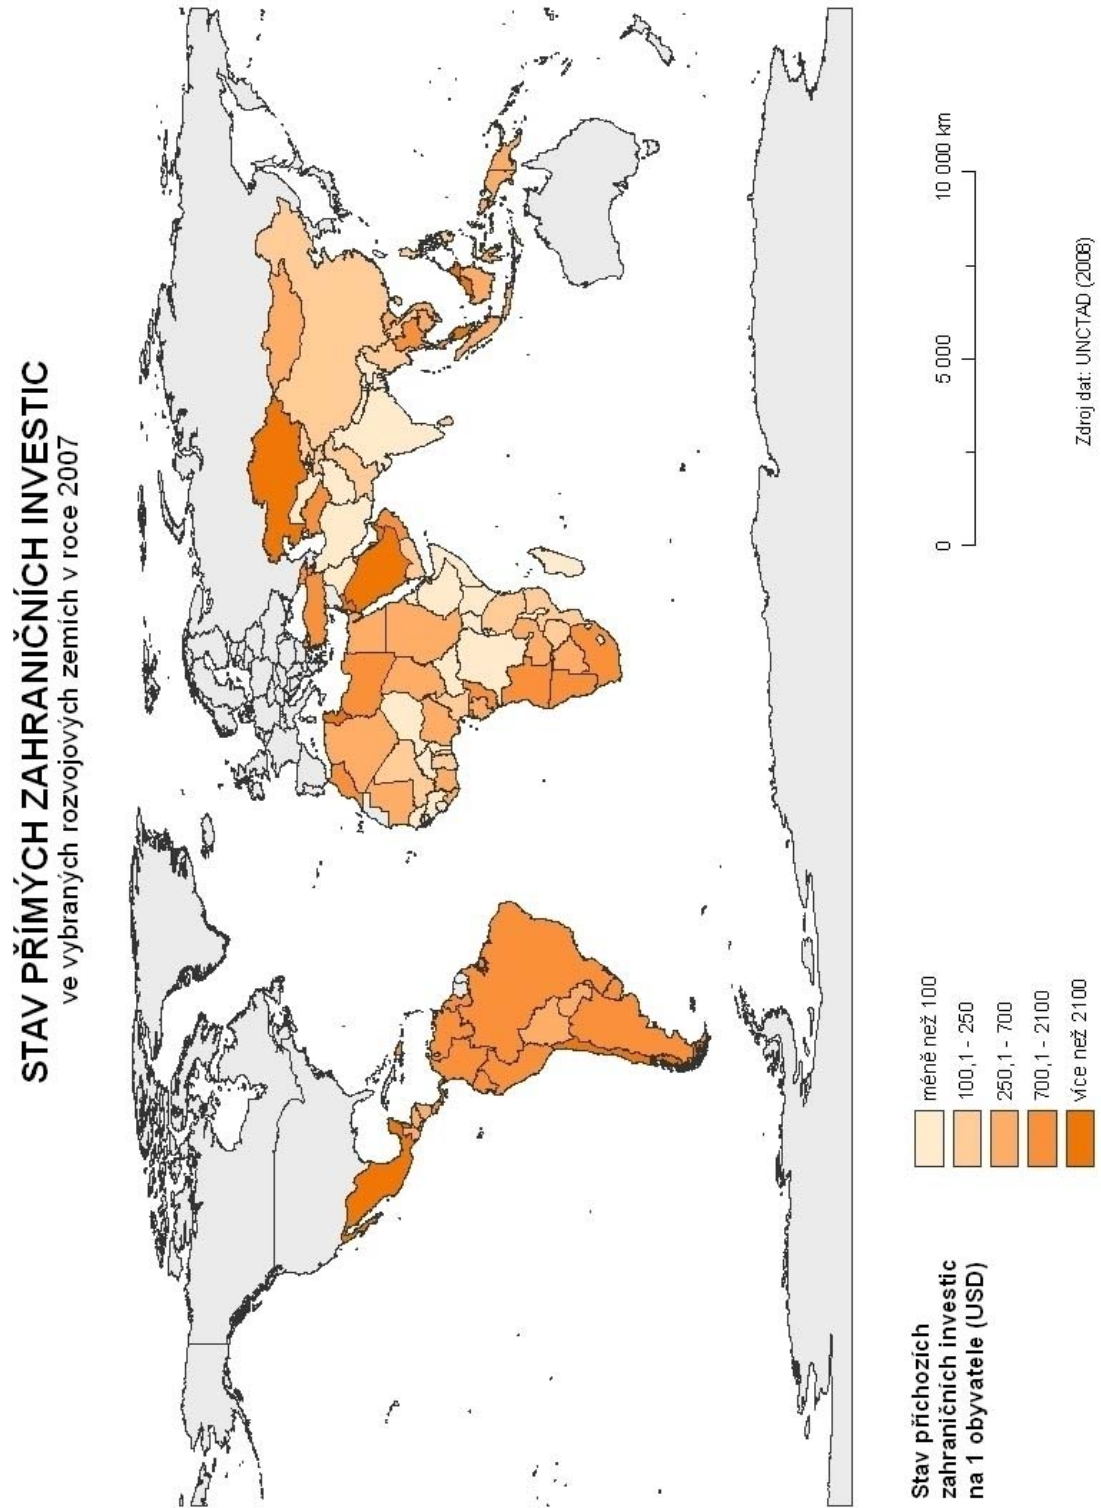 STAV PŘÍMÝCH ZAHRANIČNÍCH INVESTIC
ve vybraných rozvojových zemích v roce 2007
Stav příchozích
zahraničních investic
na 1 obyvatele (USD)
méně než 100
100,1 - 250
250,1 - 700
700,1 - 2100
více než 2100
0
5 000
10 000 km
Zdroj dat: UNCTAD (2008)